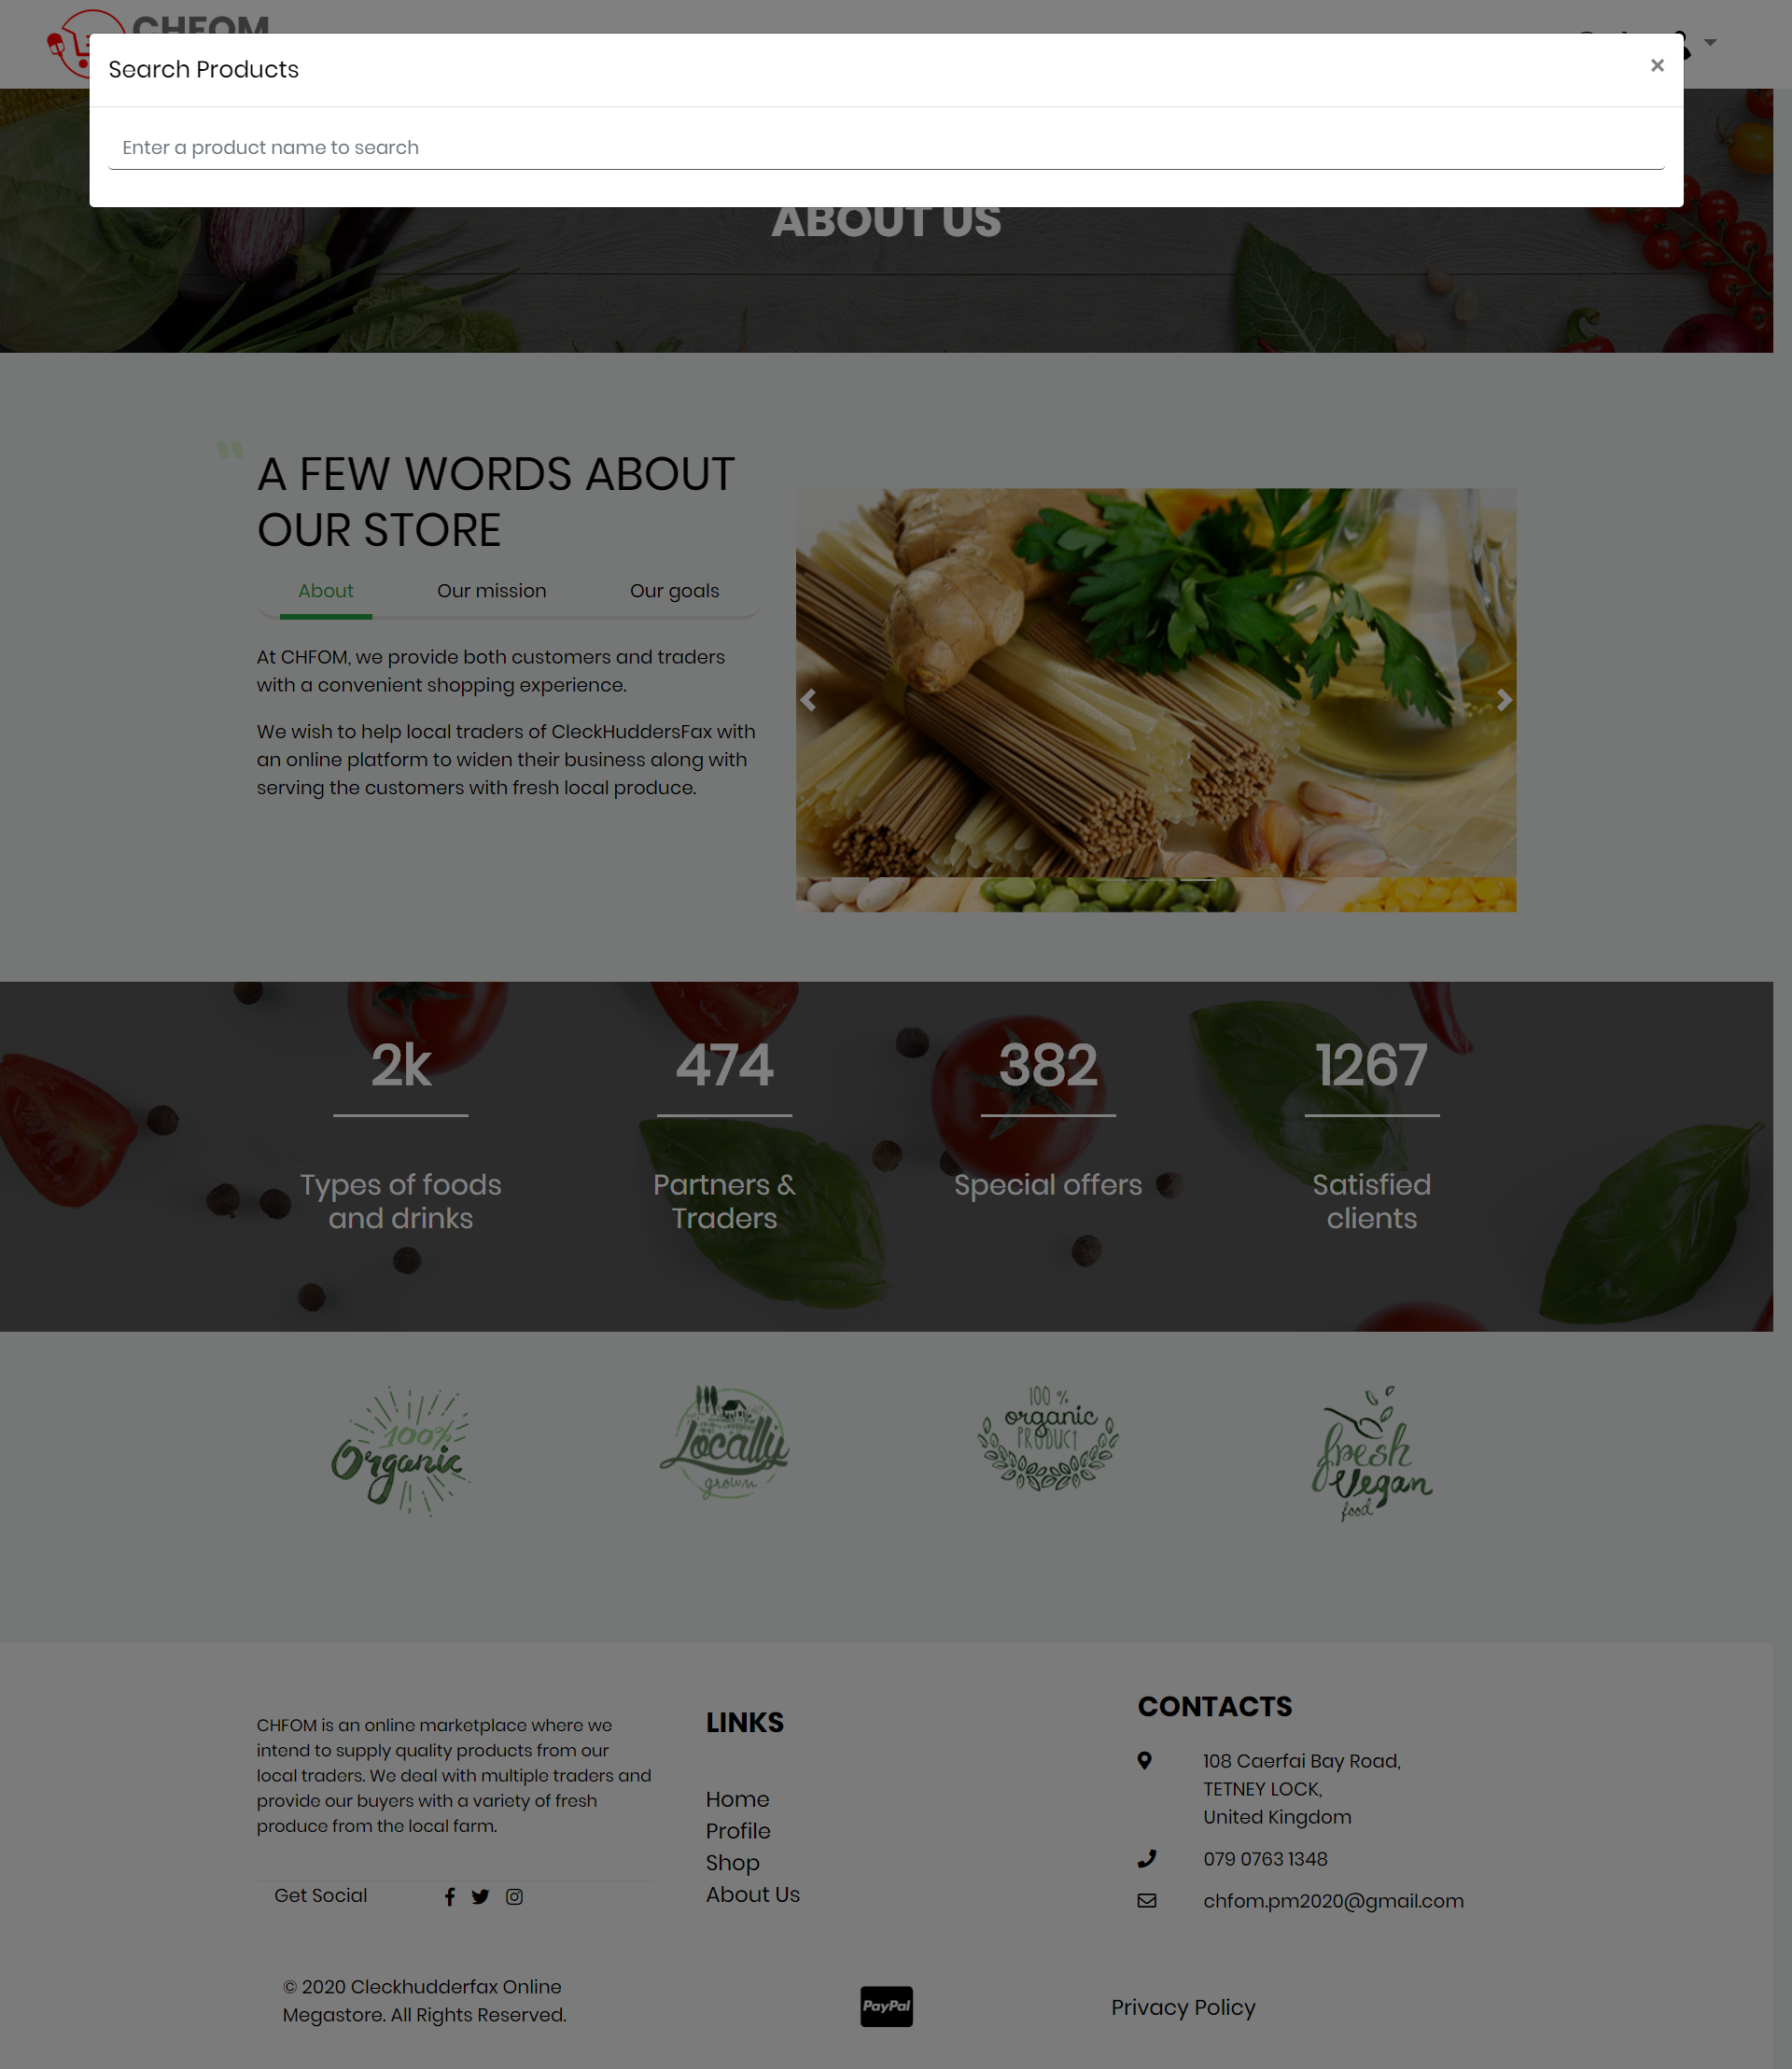 CHFOM
Search Products
×
Enter a product name to search
ABOUT US
A FEW WORDS ABOUT
OUR STORE
About
Our mission
Our goals
At CHFOM, we provide both customers and traders
with a convenient shopping experience.
We wish to help local traders of CleckHuddersFax with
an online platform to widen their business along with
serving the customers with fresh local produce.
2k
474
382
1267
Types of foods
and drinks
Partners &
Traders
Special offers
Satisfied
clients
100%
Organic
Locally
grown
100 %
organic
PRODUCT
fresh
Vegan
food
CHFOM is an online marketplace where we
intend to supply quality products from our
local traders. We deal with multiple traders and
provide our buyers with a variety of fresh
produce from the local farm.
Get Social
LINKS
Home
Profile
Shop
About Us
CONTACTS
108 Caerfai Bay Road,
TETNEY LOCK,
United Kingdom
079 0763 1348
chfom.pm2020@gmail.com
© 2020 Cleckhudderfax Online
Megastore. All Rights Reserved.
PayPal
Privacy Policy